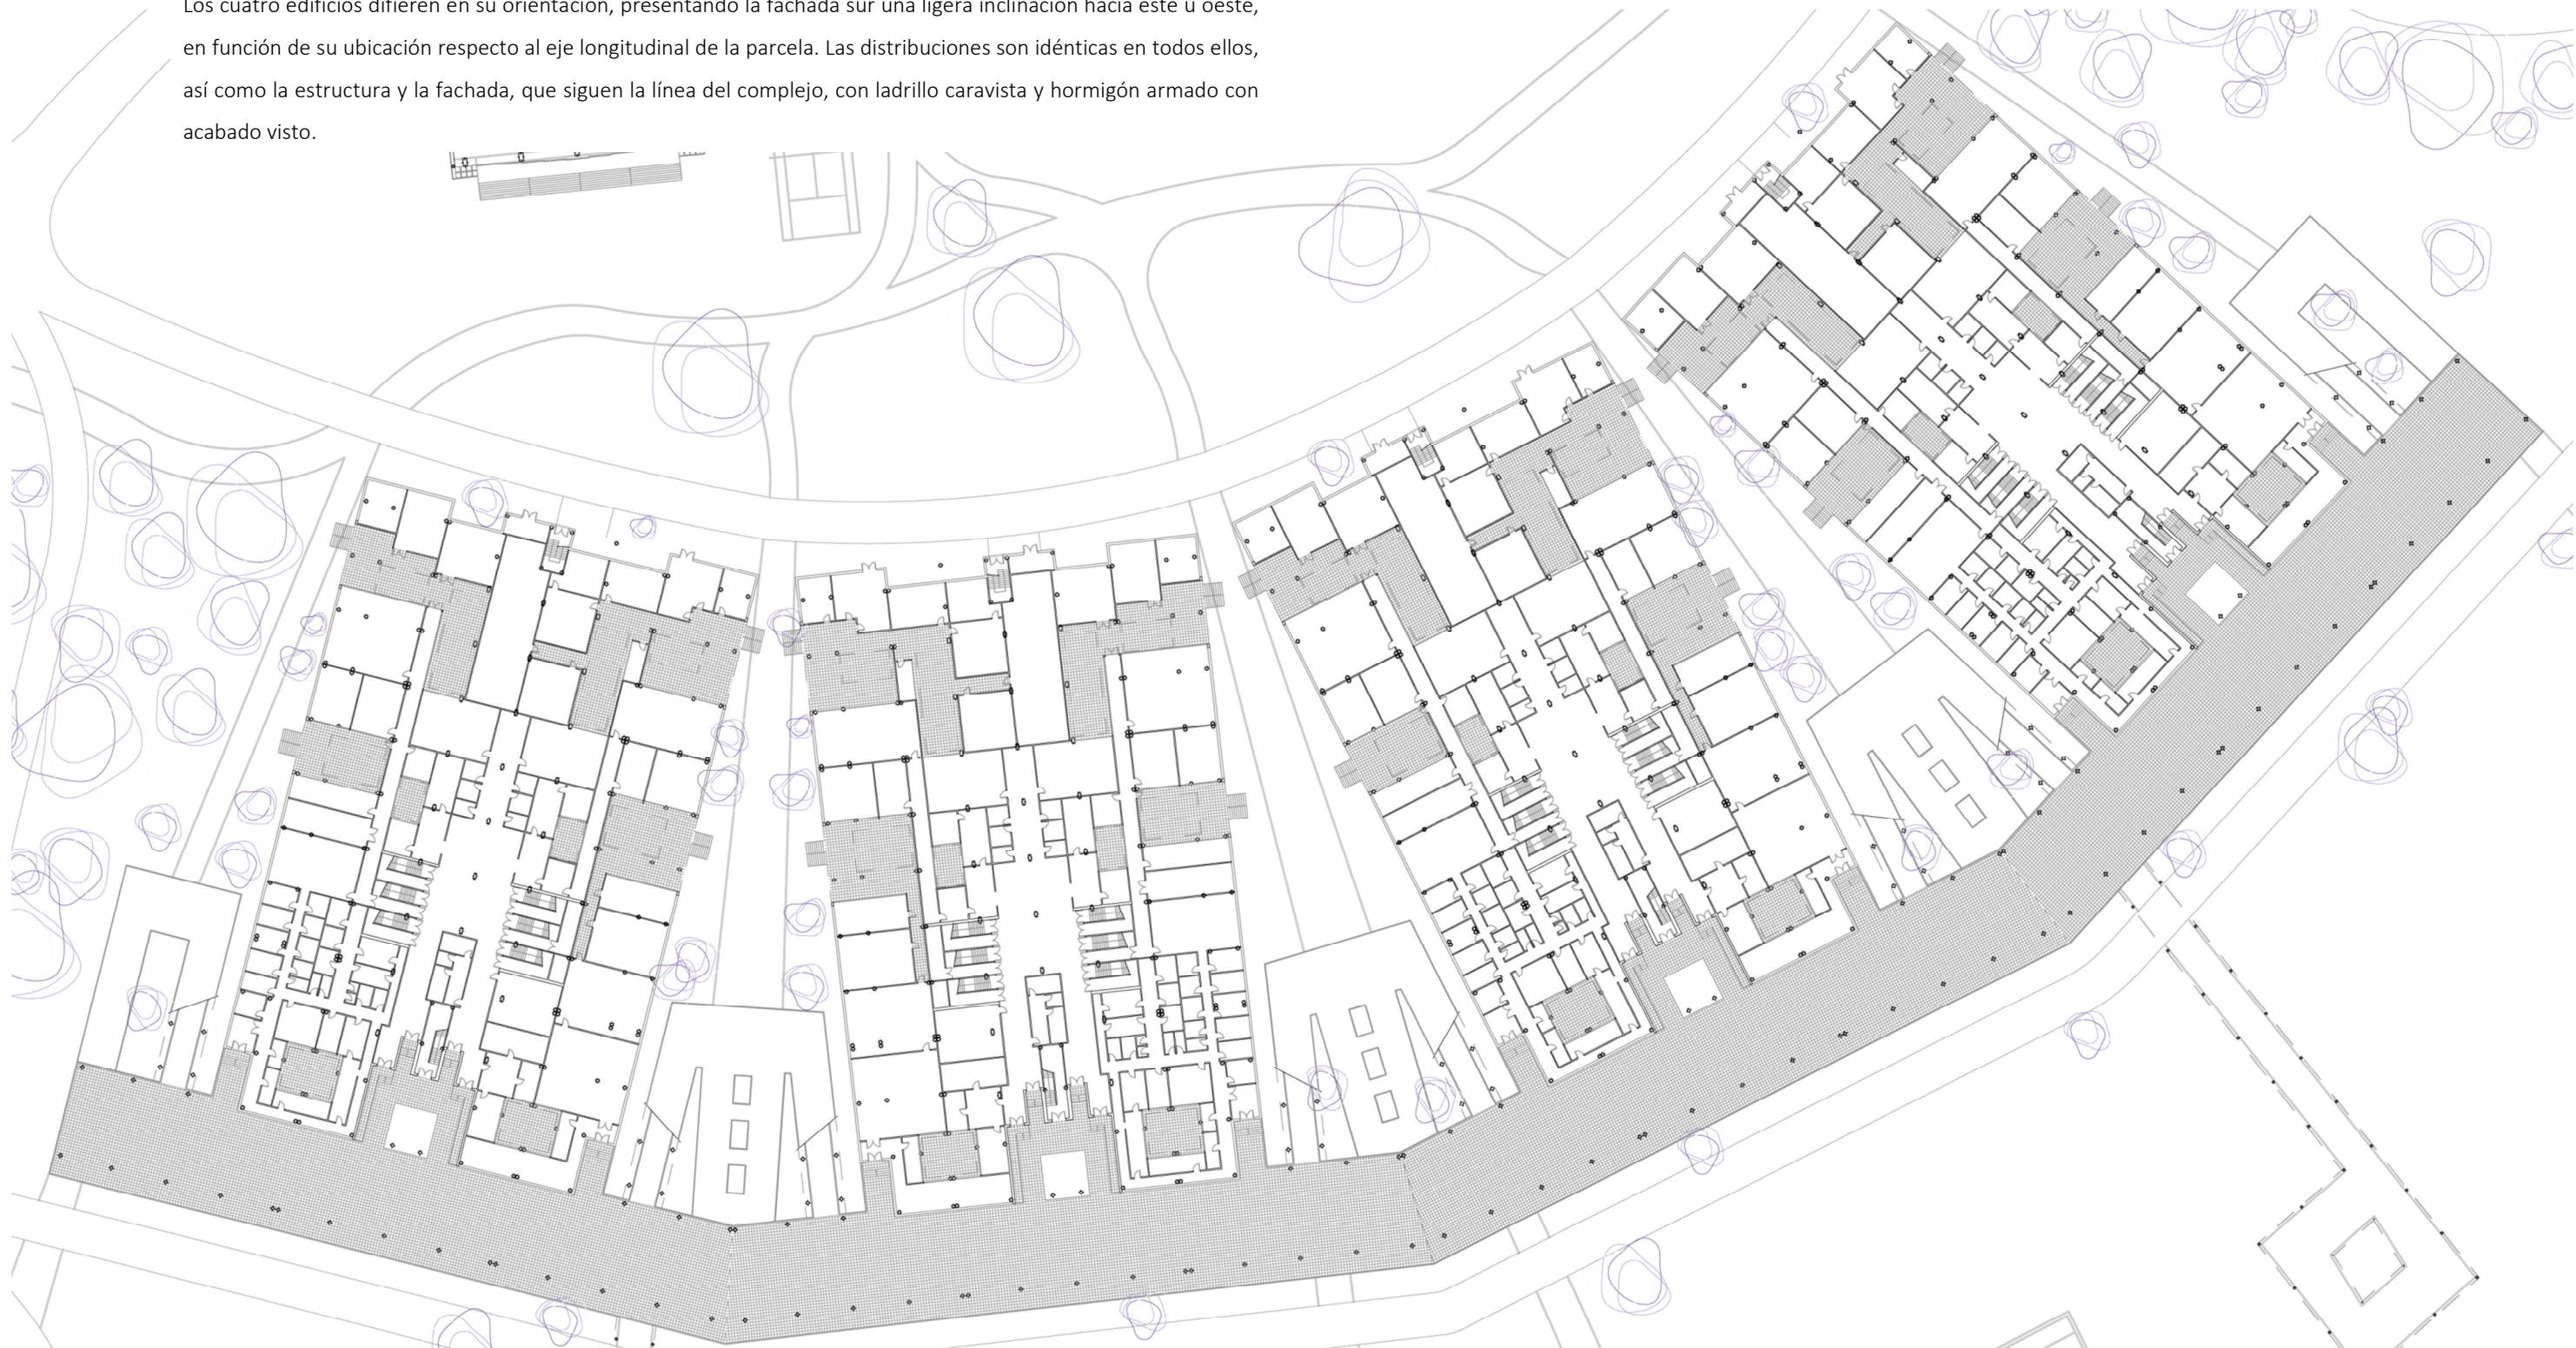 Los cuatro edificios difieren en su orientación, presentando la fachada sur una ligera inclinación hacia este u oeste,
en función de su ubicación respecto al eje longitudinal de la parcela. Las distribuciones son idénticas en todos ellos,
así como la estructura y la fachada, que siguen la línea del complejo, con ladrillo caravista y hormigón armado con
acabado visto.